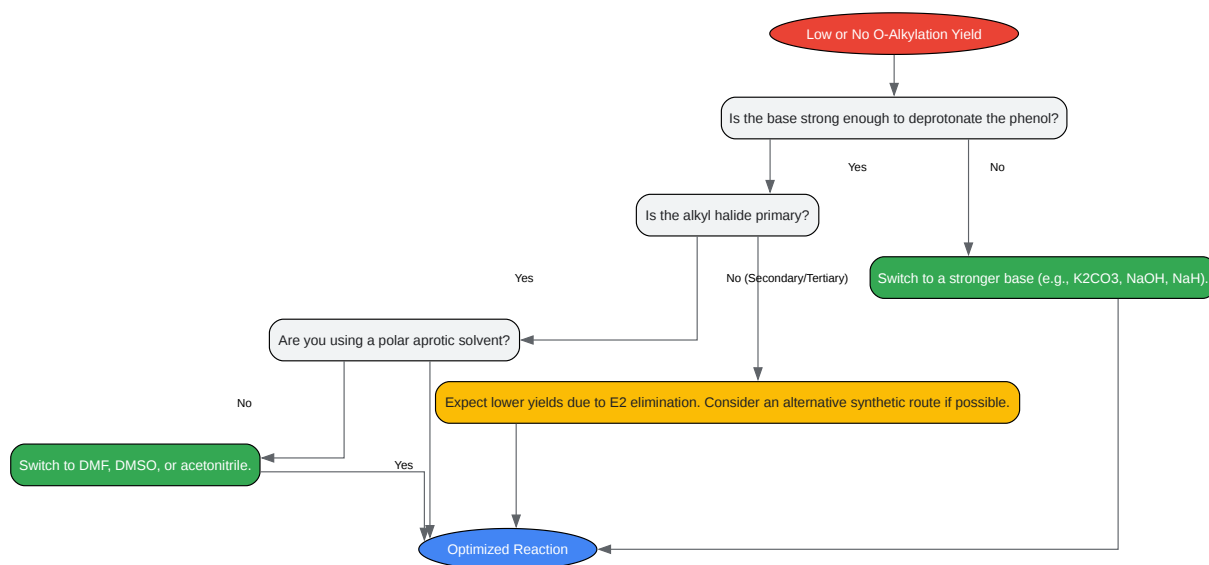 Low or No O-Alkylation Yield
Is the base strong enough to deprotonate the phenol?
Yes
No
Is the alkyl halide primary?
Yes
No (Secondary/Tertiary)
Switch to a stronger base (e.g., K2CO3, NaOH, NaH).
Are you using a polar aprotic solvent?
No
Expect lower yields due to E2 elimination. Consider an alternative synthetic route if possible.
Switch to DMF, DMSO, or acetonitrile.
Yes
Optimized Reaction